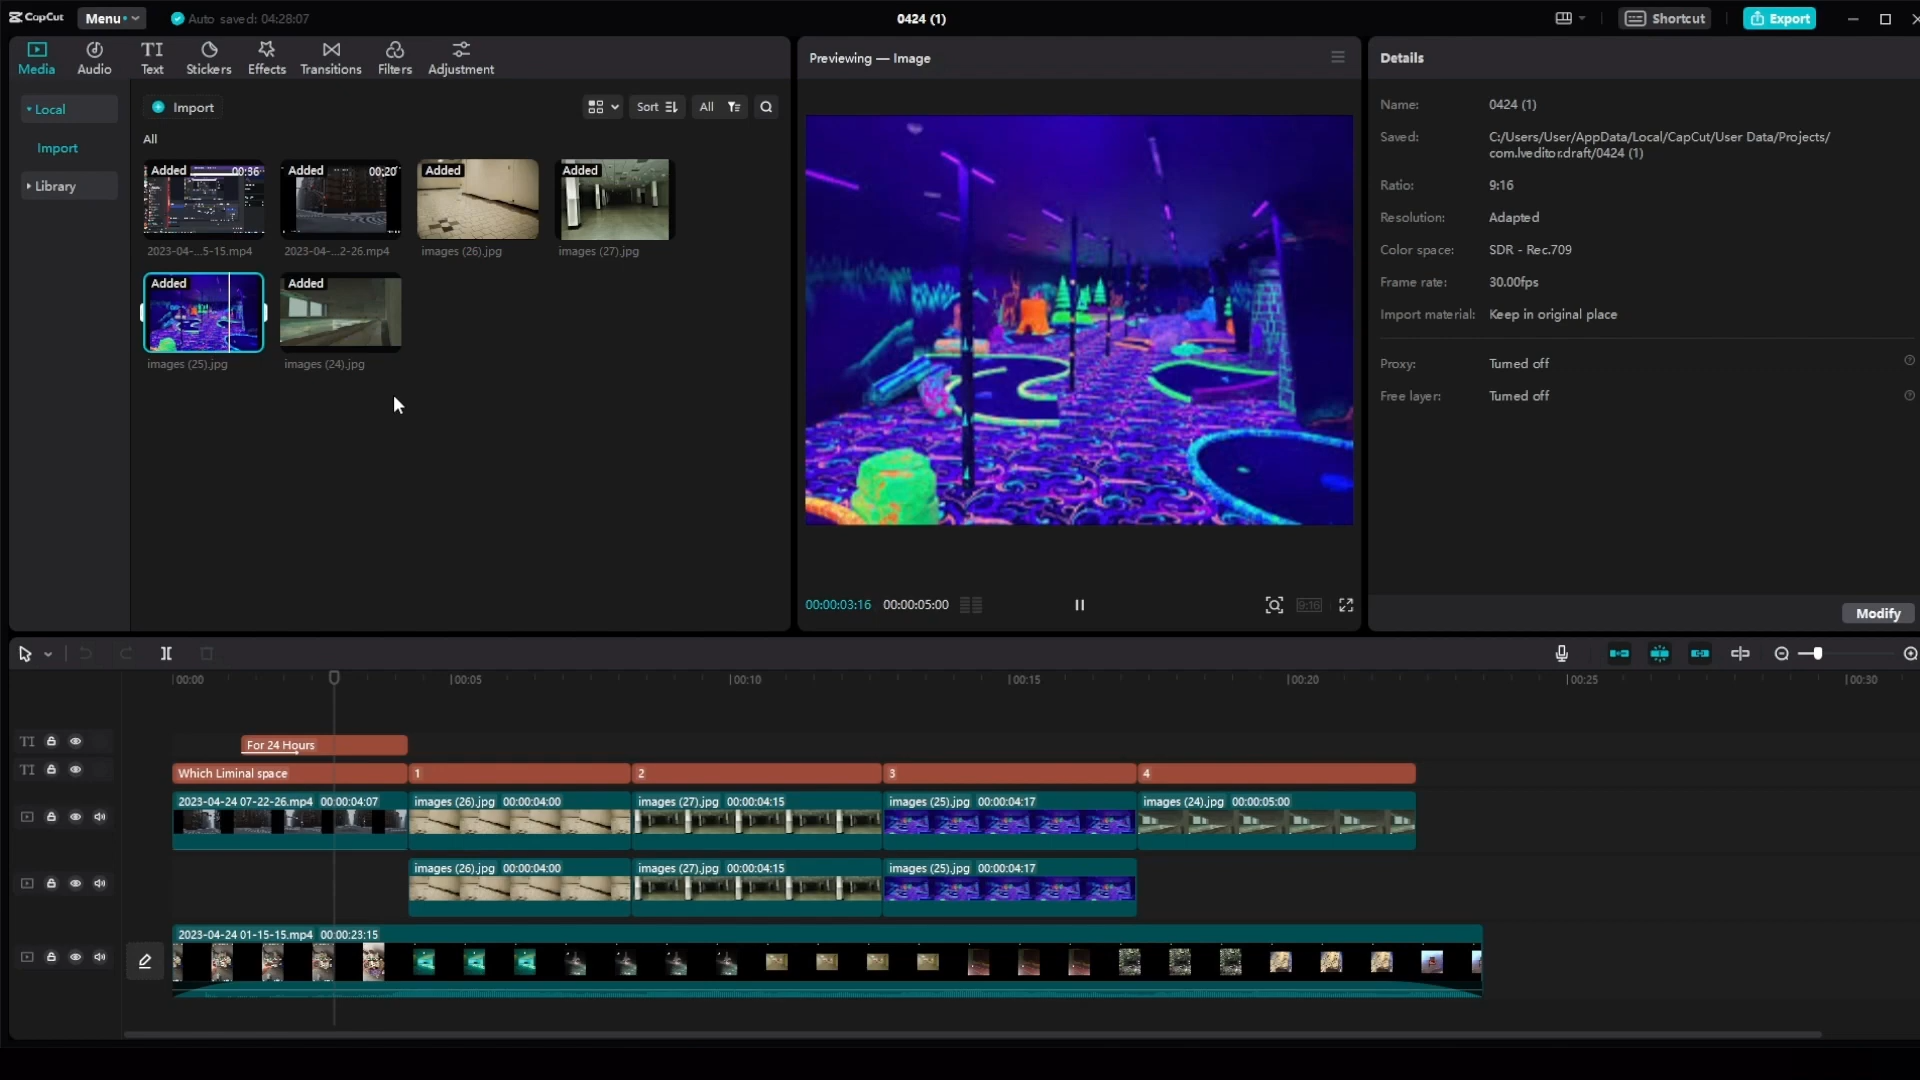 CapCut
Menu
Auto saved: 04:28:07
0424 (1)
Shortcut
Export
Media
Audio
Text
Stickers
Effects
Transitions
Filters
Adjustment
Local
Import
Library
Import
Sort
All
All
Added
00:36
2023-04-...5-15.mp4
Added
00:20
2023-04-...2-26.mp4
Added
images (26).jpg
Added
images (27).jpg
Added
images (25).jpg
Added
images (24).jpg
Previewing — Image
00:00:03:16
00:00:05:00
9:16
Details
Name: 0424 (1)
Saved: C:/Users/User/AppData/Local/CapCut/User Data/Projects/
com.lveditor.draft/0424 (1)
Ratio: 9:16
Resolution: Adapted
Color space: SDR - Rec.709
Frame rate: 30.00fps
Import material: Keep in original place
Proxy: Turned off
Free layer: Turned off
Modify
00:00
00:05
00:10
00:15
00:20
00:25
00:30
TI
For 24 Hours
TI
Which Liminal space
1
2
3
4
2023-04-24 07-22-26.mp4 00:00:04:07
images (26).jpg 00:00:04:00
images (27).jpg 00:00:04:15
images (25).jpg 00:00:04:17
images (24).jpg 00:00:05:00
images (26).jpg 00:00:04:00
images (27).jpg 00:00:04:15
images (25).jpg 00:00:04:17
2023-04-24 01-15-15.mp4 00:00:23:15